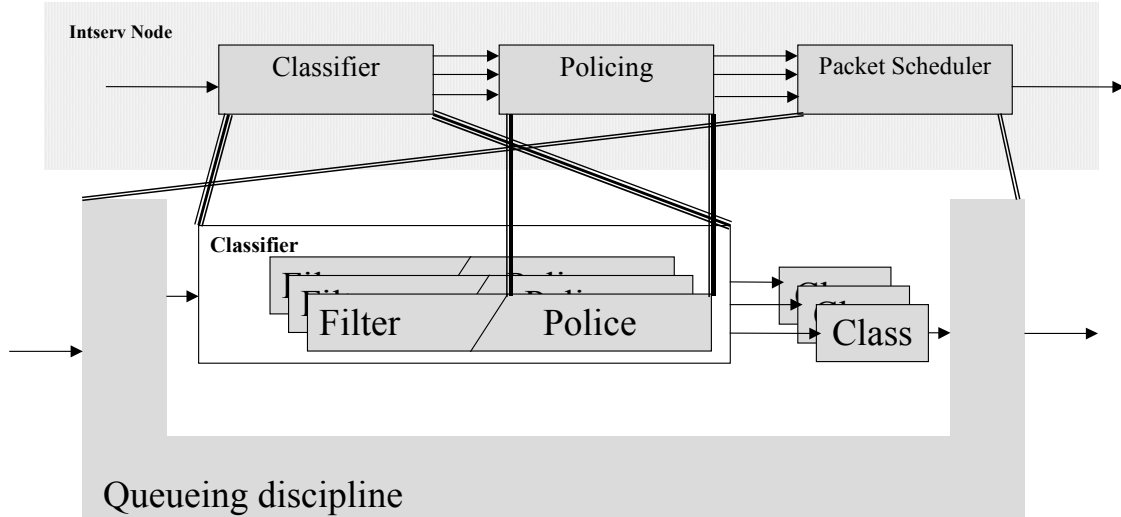 Intserv Node
Classifier
Policing
Packet Scheduler
Classifier
Filter
Police
Class
Queueing discipline